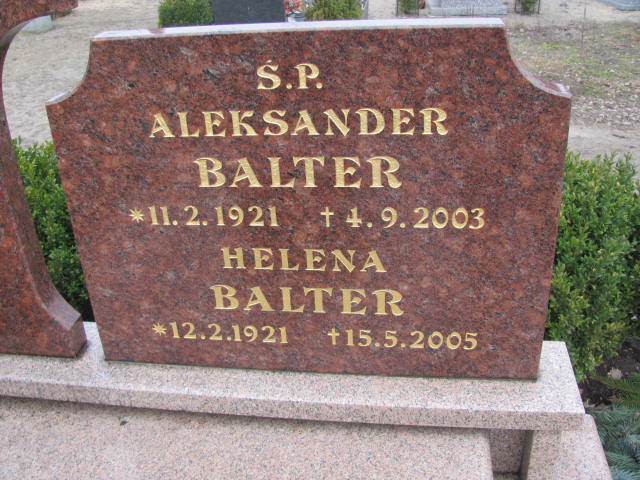 Ś.P.
ALEKSANDER
BALTER
*11.2.1921 †4.9.2003
HELENA
BALTER
*12.2.1921 †15.5.2005